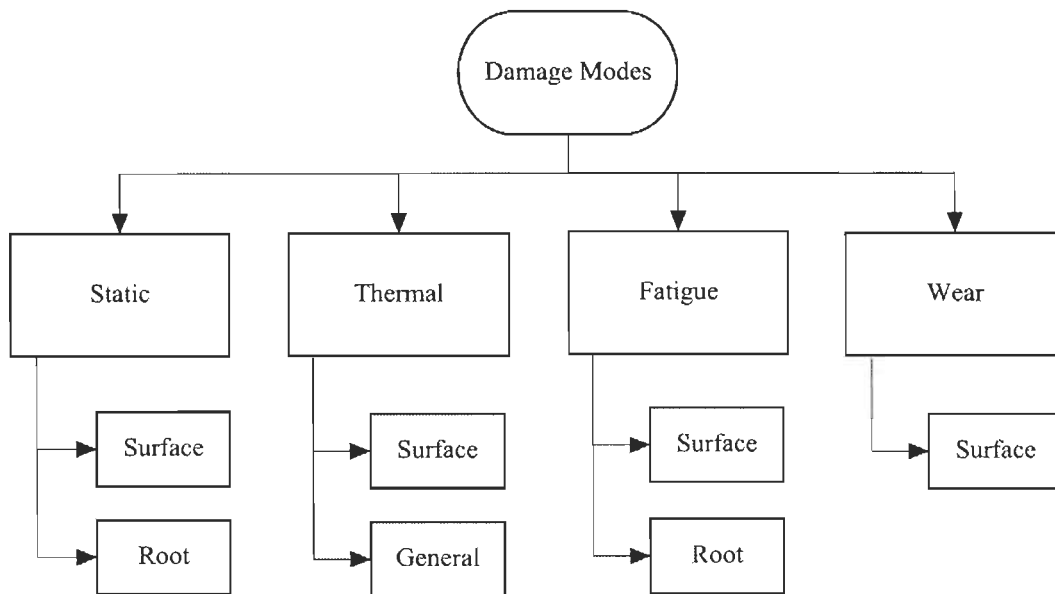 Damage Modes
Static
Thermal
Fatigue
Wear
Surface
Surface
Surface
Surface
Root
General
Root